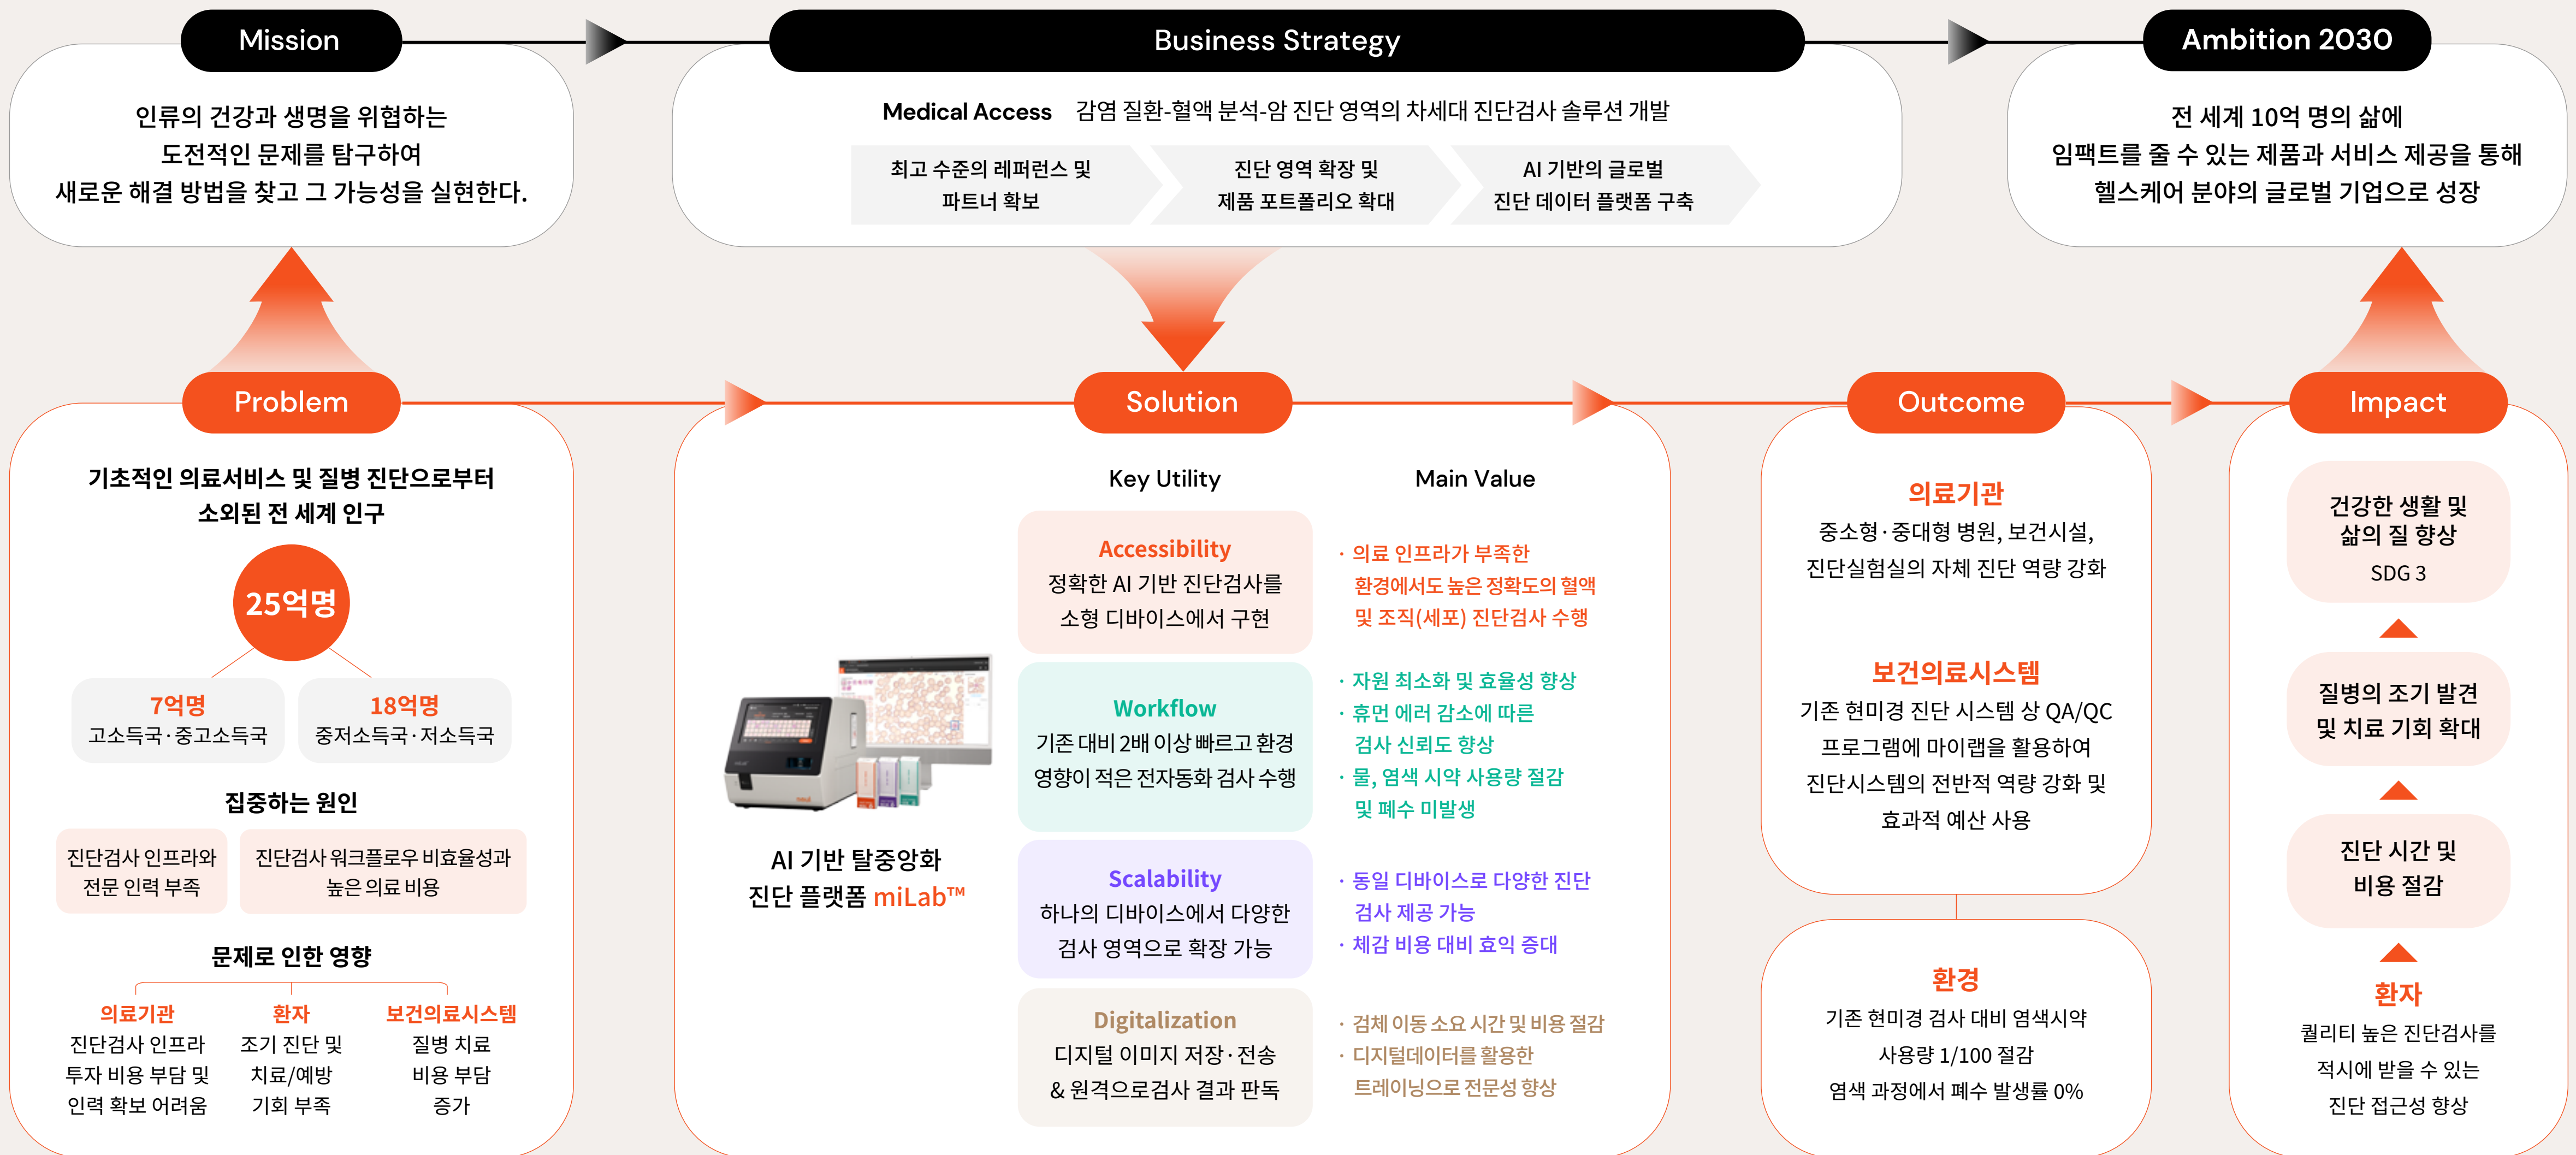 Mission
인류의 건강과 생명을 위협하는
도전적인 문제를 탐구하여
새로운 해결 방법을 찾고 그 가능성을 실현한다.
Business Strategy
Medical Access 감염 질환-혈액 분석-암 진단 영역의 차세대 진단검사 솔루션 개발
최고 수준의 레퍼런스 및
파트너 확보
진단 영역 확장 및
제품 포트폴리오 확대
AI 기반의 글로벌
진단 데이터 플랫폼 구축
Ambition 2030
전 세계 10억 명의 삶에
임팩트를 줄 수 있는 제품과 서비스 제공을 통해
헬스케어 분야의 글로벌 기업으로 성장
Problem
기초적인 의료서비스 및 질병 진단으로부터
소외된 전 세계 인구
25억명
7억명
고소득국·중고소득국
18억명
중저소득국·저소득국
집중하는 원인
진단검사 인프라와
전문 인력 부족
진단검사 워크플로우 비효율성과
높은 의료 비용
문제로 인한 영향
의료기관
진단검사 인프라
투자 비용 부담 및
인력 확보 어려움
환자
조기 진단 및
치료/예방
기회 부족
보건의료시스템
질병 치료
비용 부담
증가
Solution
AI 기반 탈중앙화
진단 플랫폼 miLab™
Key Utility
Main Value
Accessibility
정확한 AI 기반 진단검사를
소형 디바이스에서 구현
· 의료 인프라가 부족한
환경에서도 높은 정확도의 혈액
및 조직(세포) 진단검사 수행
Workflow
기존 대비 2배 이상 빠르고 환경
영향이 적은 전자동화 검사 수행
· 자원 최소화 및 효율성 향상
· 휴먼 에러 감소에 따른
검사 신뢰도 향상
· 물, 염색 시약 사용량 절감
및 폐수 미발생
Scalability
하나의 디바이스에서 다양한
검사 영역으로 확장 가능
· 동일 디바이스로 다양한 진단
검사 제공 가능
· 체감 비용 대비 효익 증대
Digitalization
디지털 이미지 저장·전송
& 원격으로검사 결과 판독
· 검체 이동 소요 시간 및 비용 절감
· 디지털데이터를 활용한
트레이닝으로 전문성 향상
Outcome
의료기관
중소형·중대형 병원, 보건시설,
진단실험실의 자체 진단 역량 강화
보건의료시스템
기존 현미경 진단 시스템 상 QA/QC
프로그램에 마이랩을 활용하여
진단시스템의 전반적 역량 강화 및
효과적 예산 사용
환경
기존 현미경 검사 대비 염색시약
사용량 1/100 절감
염색 과정에서 폐수 발생률 0%
Impact
건강한 생활 및
삶의 질 향상
SDG 3
질병의 조기 발견
및 치료 기회 확대
진단 시간 및
비용 절감
환자
퀄리티 높은 진단검사를
적시에 받을 수 있는
진단 접근성 향상